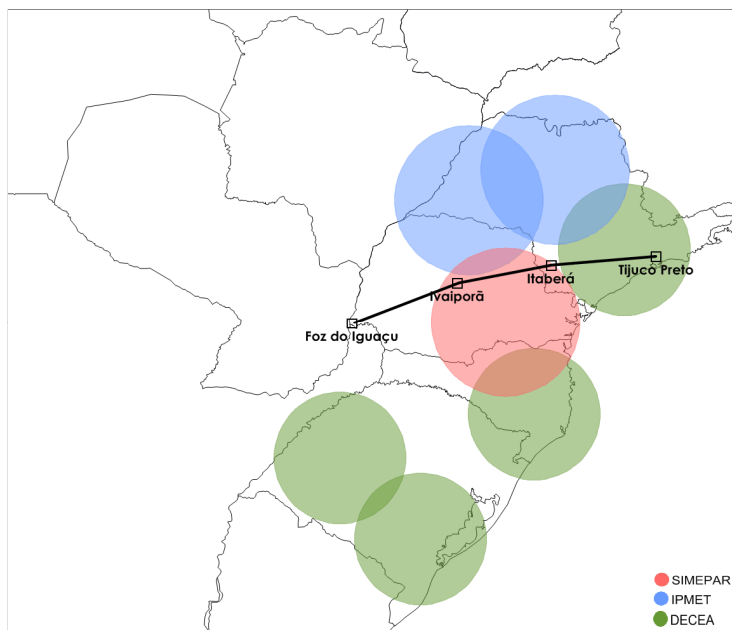 Tijuco Preto
Itaberá
Ivaiporã
Foz do Iguaçu
SIMEPAR
IPMET
DECEA